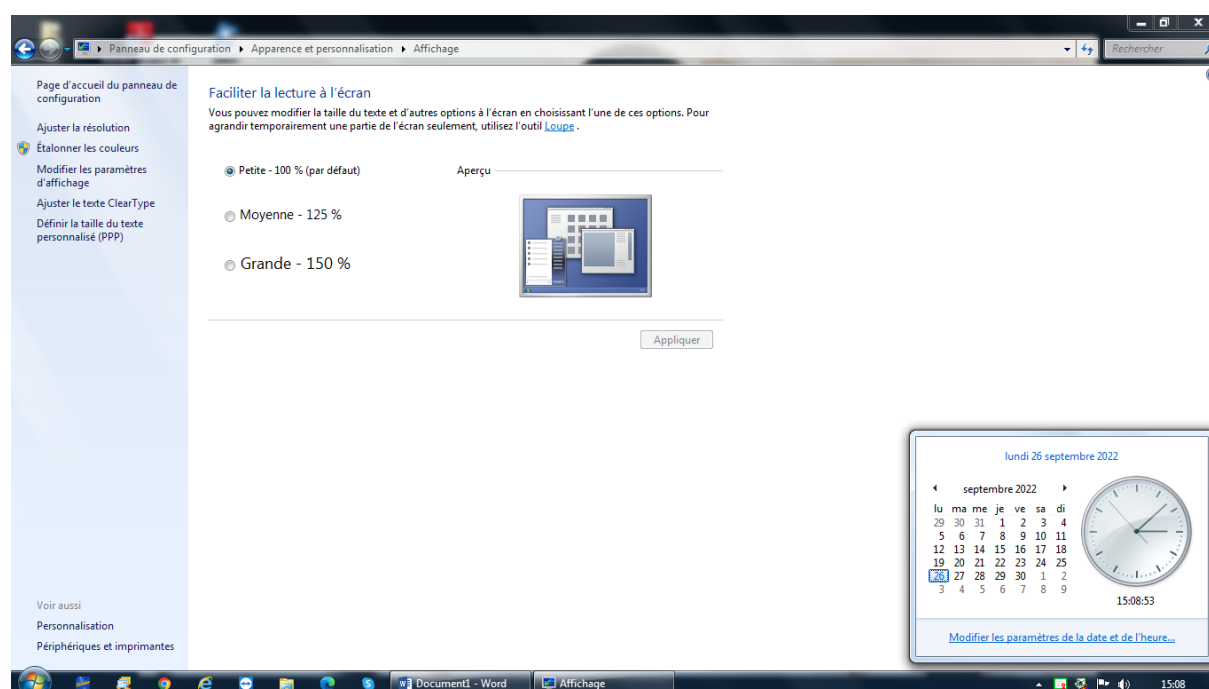 Panneau de configuration ▸ Apparence et personnalisation ▸ Affichage
Rechercher
Page d'accueil du panneau de
configuration
Ajuster la résolution
Étalonner les couleurs
Modifier les paramètres
d'affichage
Ajuster le texte ClearType
Définir la taille du texte
personnalisé (PPP)
Faciliter la lecture à l'écran
Vous pouvez modifier la taille du texte et d'autres options à l'écran en choisissant l'une de ces options. Pour
agrandir temporairement une partie de l'écran seulement, utilisez l'outil Loupe .
Petite - 100 % (par défaut)
Aperçu
Moyenne - 125 %
Grande - 150 %
Appliquer
lundi 26 septembre 2022
septembre 2022
lu ma me je ve sa di
29 30 31 1 2 3 4
5 6 7 8 9 10 11
12 13 14 15 16 17 18
19 20 21 22 23 24 25
26 27 28 29 30 1 2
3 4 5 6 7 8 9
15:08:53
Modifier les paramètres de la date et de l'heure...
Voir aussi
Personnalisation
Périphériques et imprimantes
Document1 - Word
Affichage
15:08